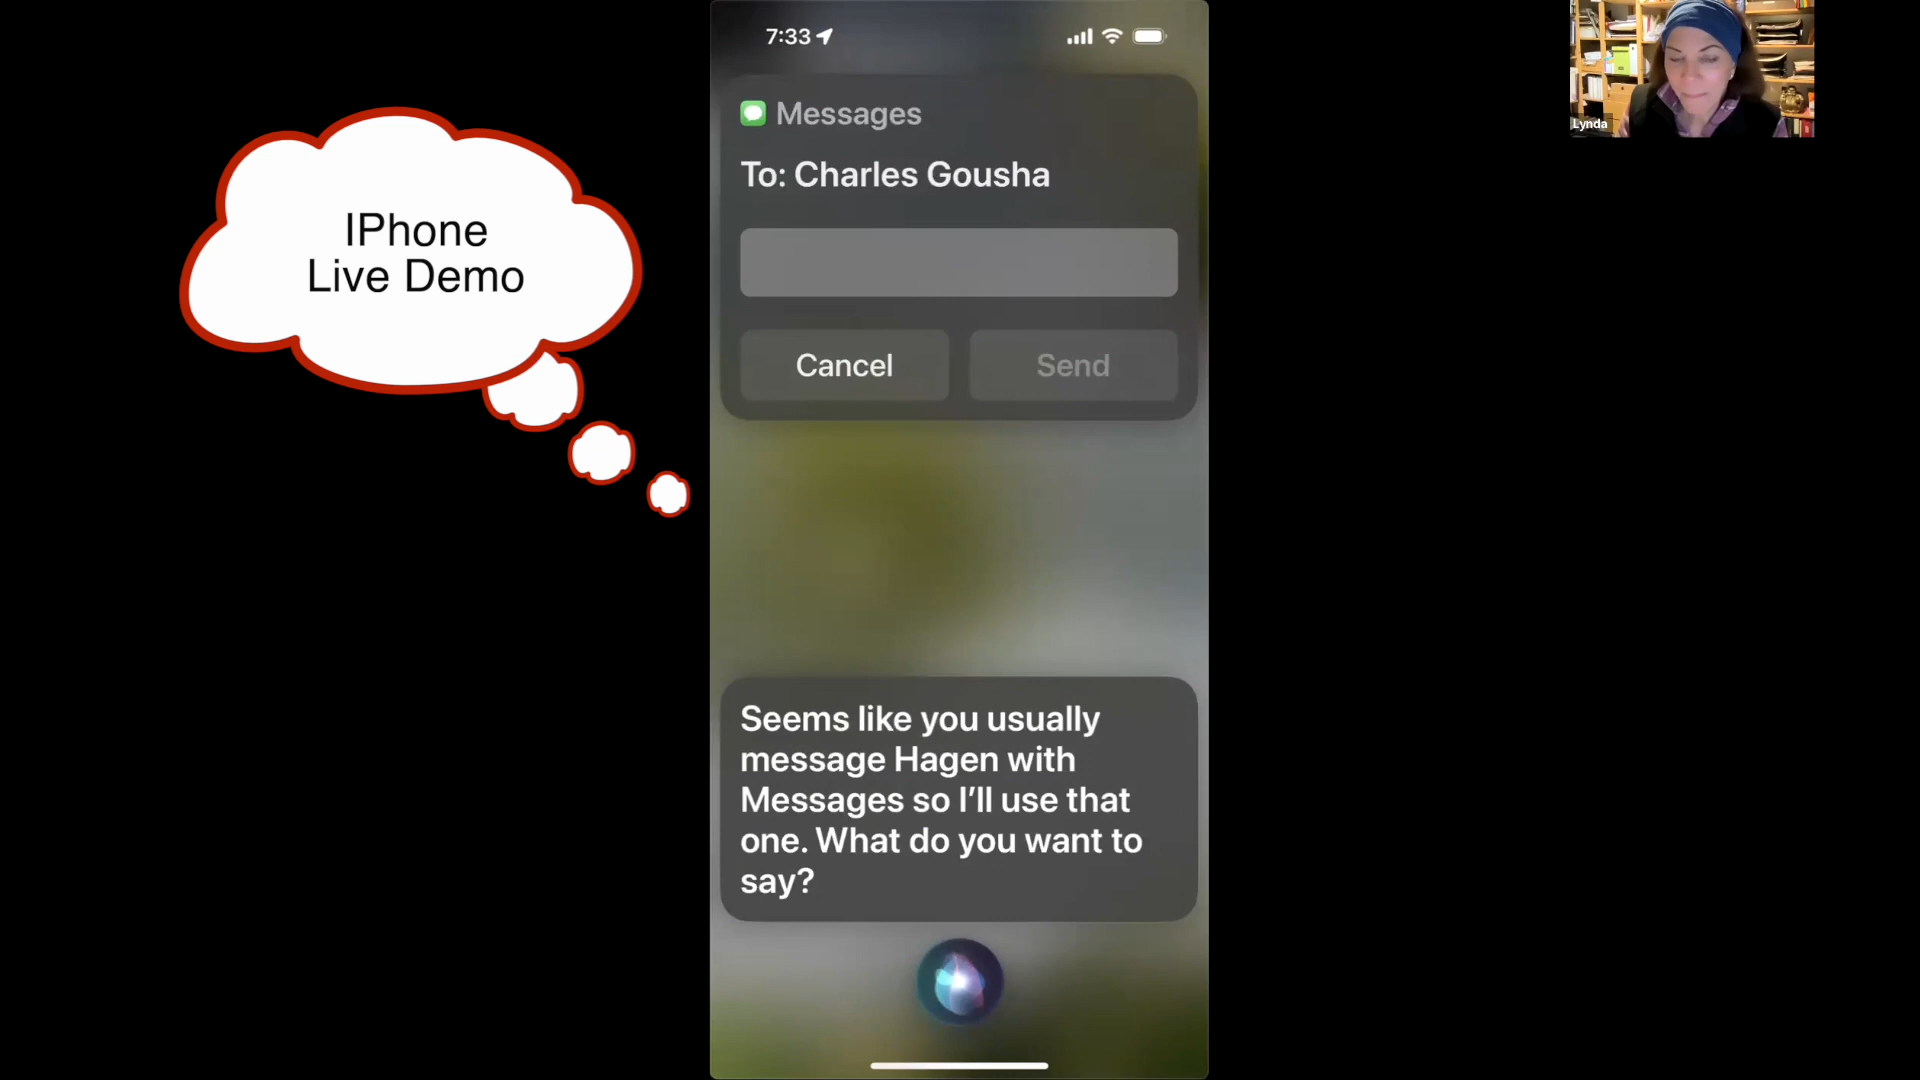 IPhone
Live Demo
7:33
Messages
To: Charles Gousha
Cancel
Send
Seems like you usually
message Hagen with
Messages so I'll use that
one. What do you want to
say?
Lynda